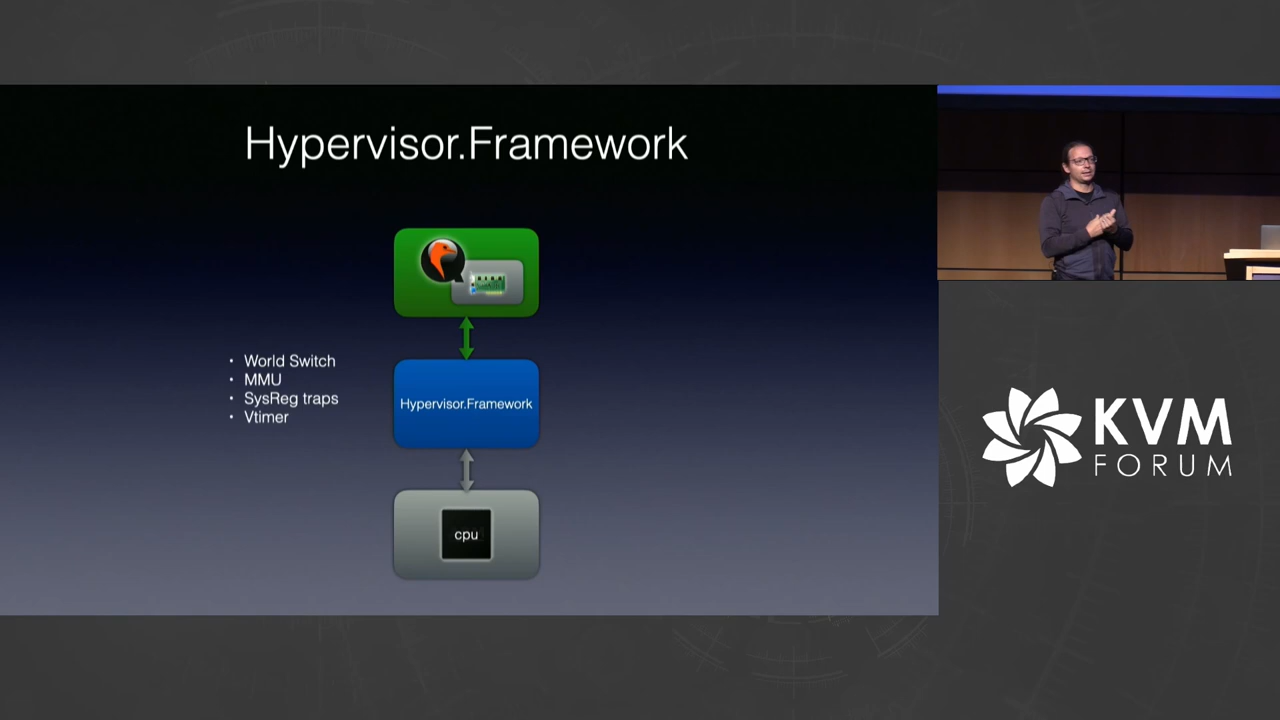 Hypervisor.Framework
World Switch
MMU
SysReg traps
Vtimer
Hypervisor.Framework
cpu
KVM
FORUM